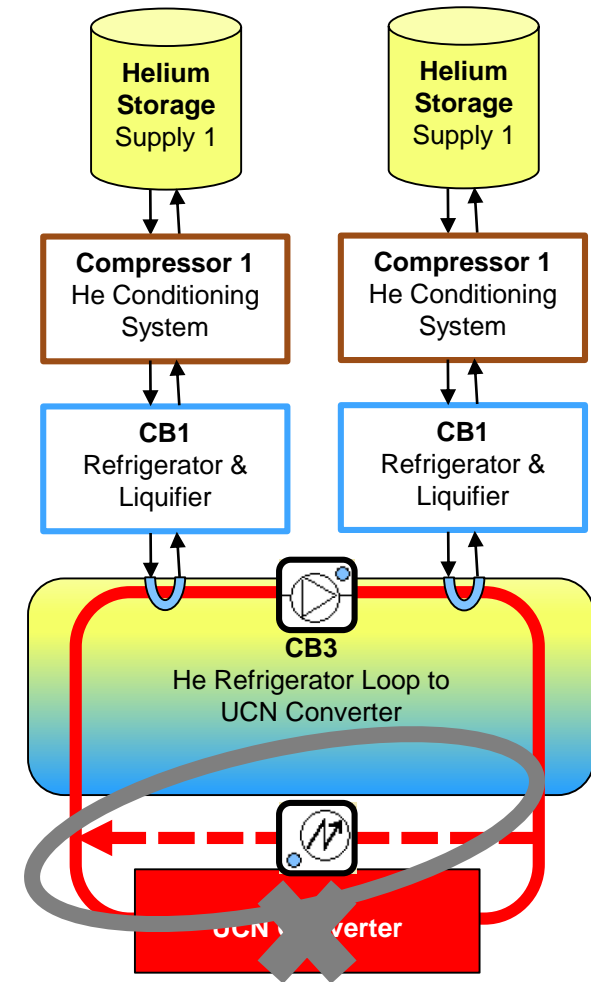 Helium
Storage
Supply 1
Helium
Storage
Supply 1
Compressor 1
He Conditioning
System
Compressor 1
He Conditioning
System
CB1
Refrigerator &
Liquifier
CB1
Refrigerator &
Liquifier
CB3
He Refrigerator Loop to
UCN Converter
UCN Converter